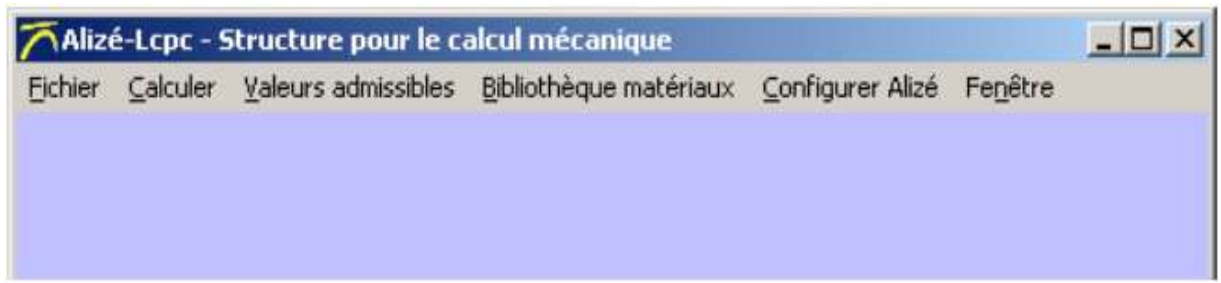 Alizé-Lcpc - Structure pour le calcul mécanique
Fichier Calculer Valeurs admissibles Bibliothèque matériaux Configurer Alizé Fenêtre